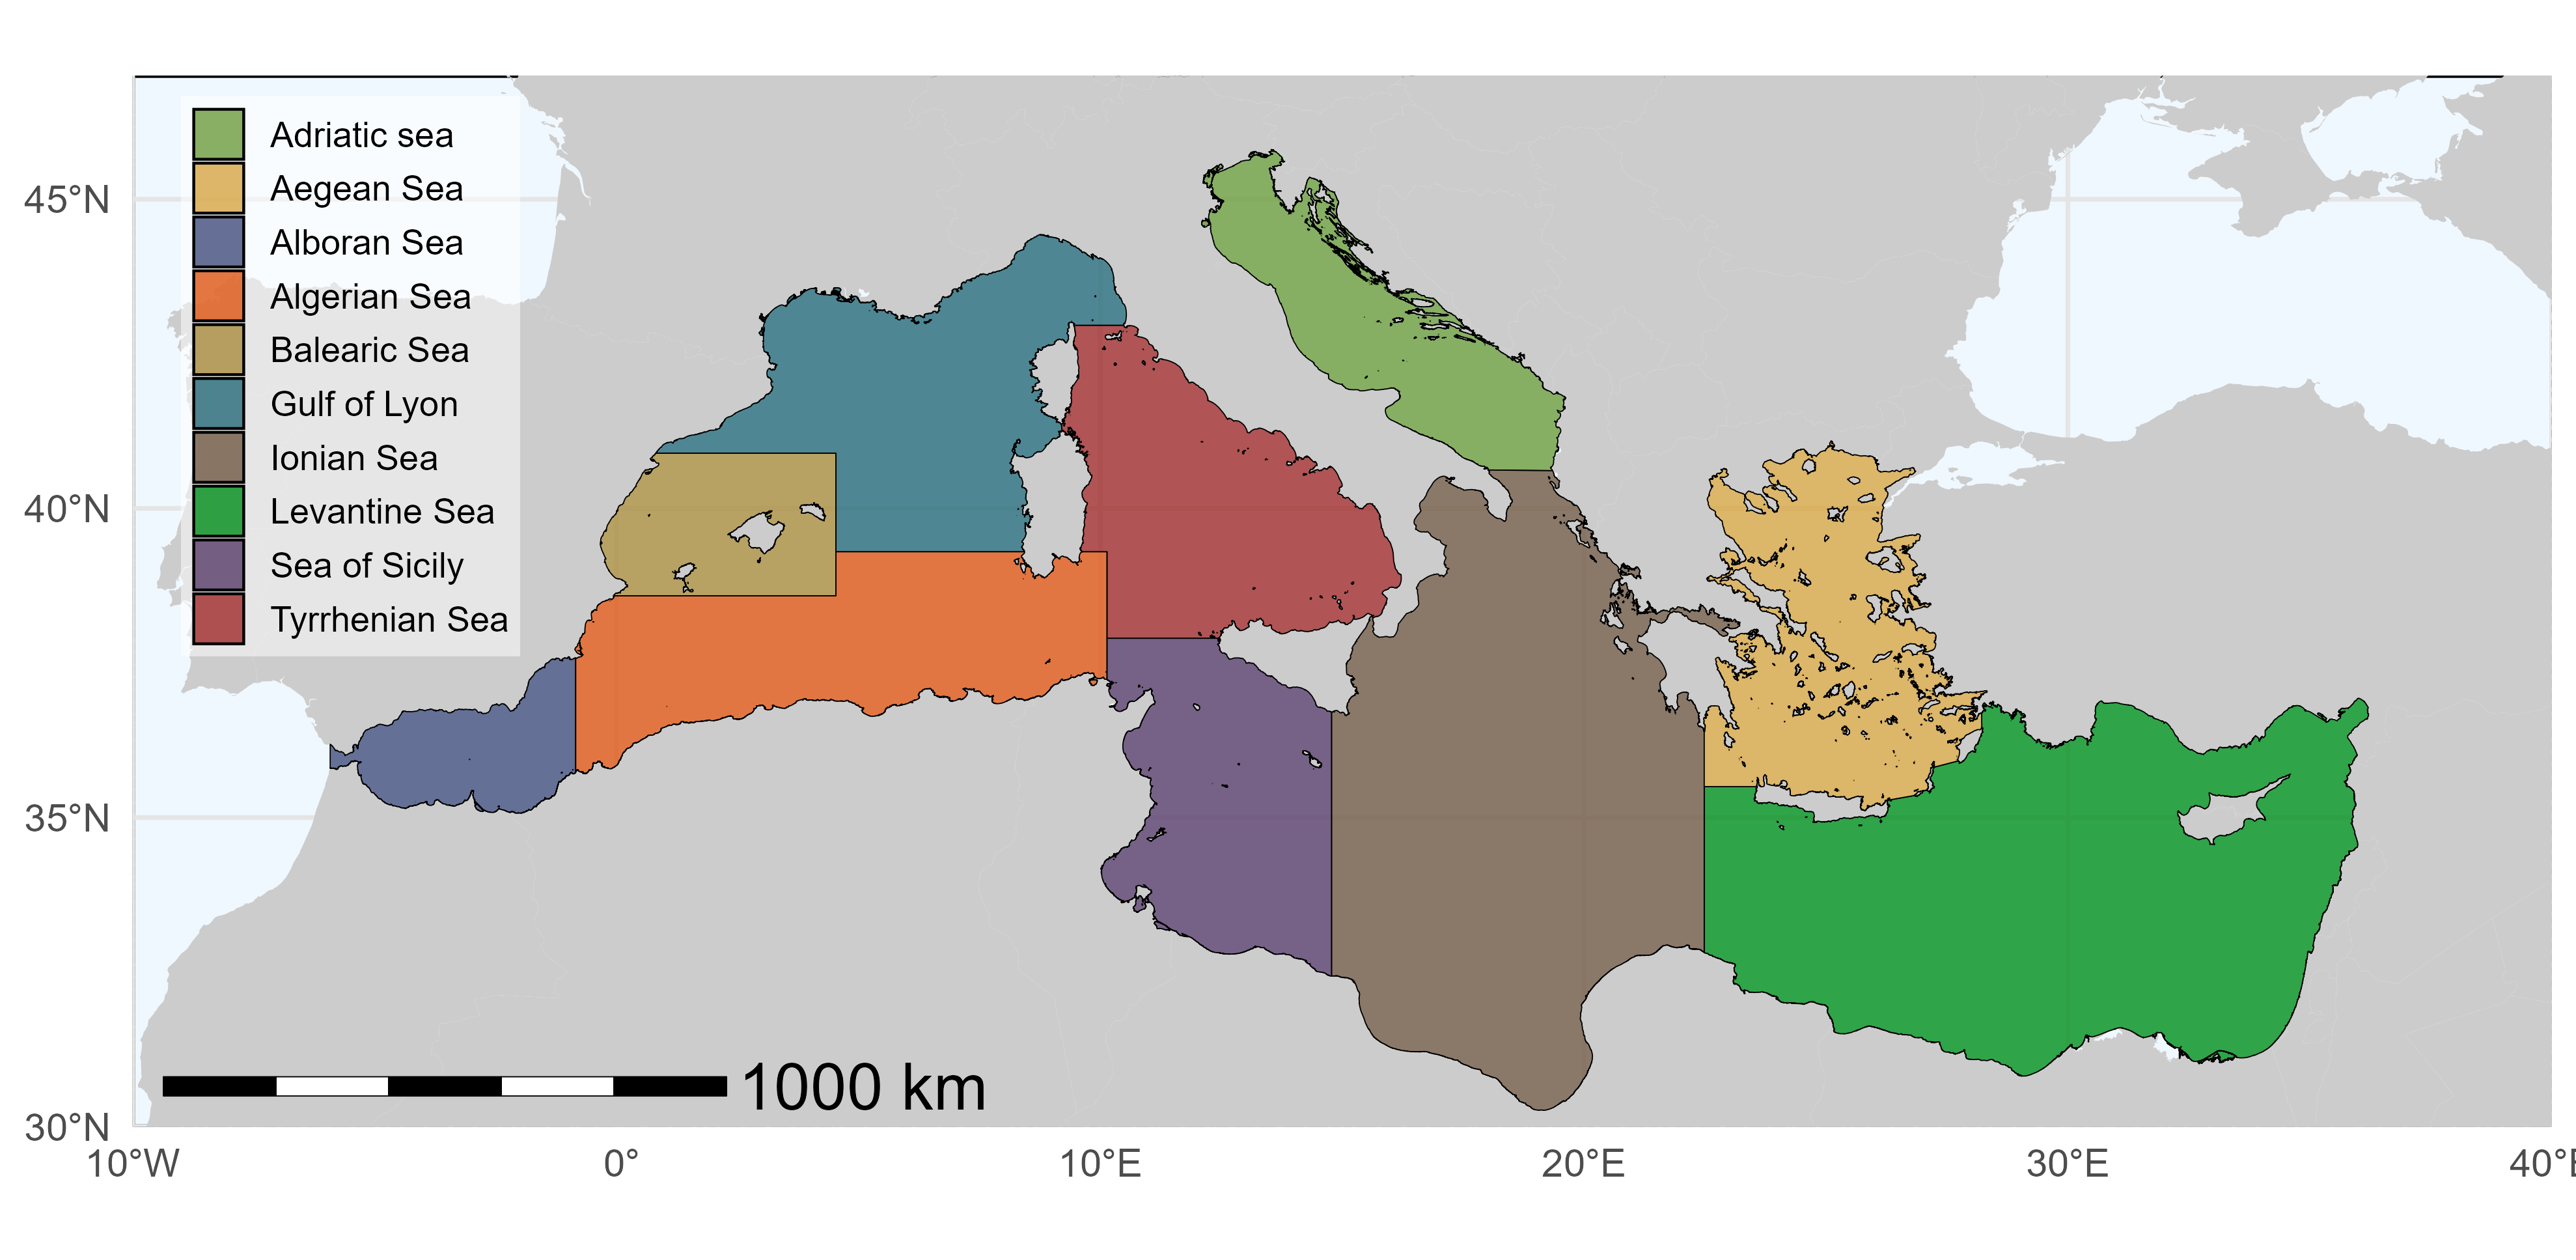 Adriatic sea
Aegean Sea
Alboran Sea
Algerian Sea
Balearic Sea
Gulf of Lyon
Ionian Sea
Levantine Sea
Sea of Sicily
Tyrrhenian Sea
45°N
40°N
35°N
30°N
1000 km
10°W
0°
10°E
20°E
30°E
40°E